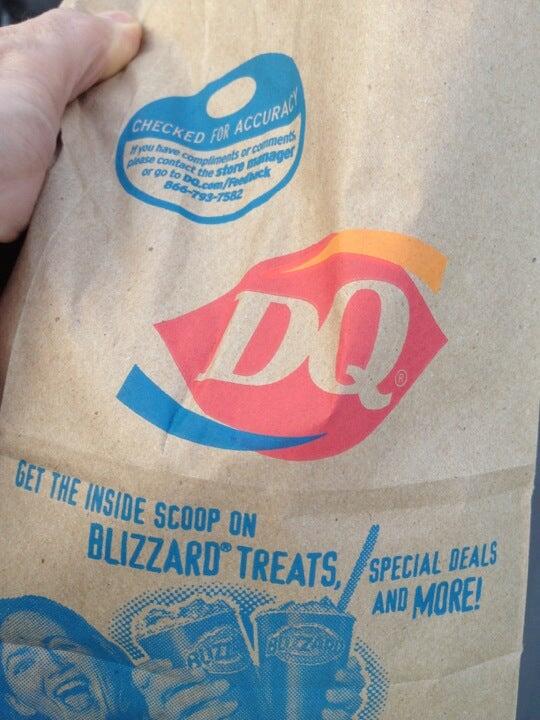 CHECKED FOR ACCURACY
If you have compliments or comments
please contact the store manager
or go to DQ.com/Feedback
866-793-7582
DQ®
GET THE INSIDE SCOOP ON
BLIZZARD® TREATS,
SPECIAL DEALS
AND MORE!
BLIZZ
BLIZZARD